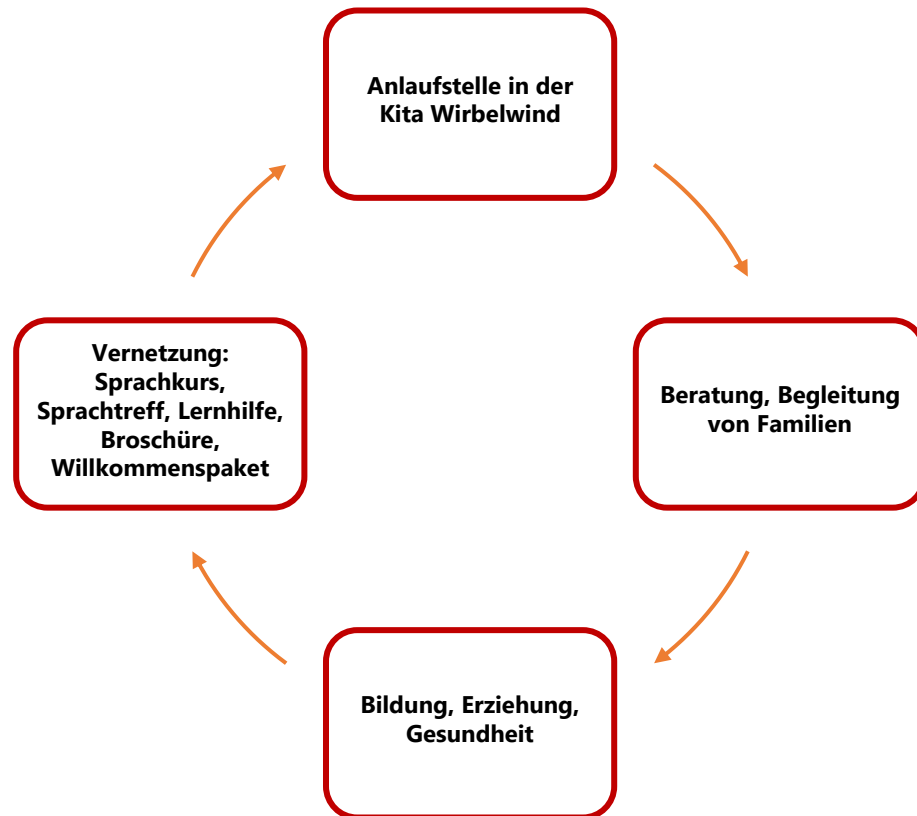 Anlaufstelle in der
Kita Wirbelwind
Vernetzung:
Sprachkurs,
Sprachtreff, Lernhilfe,
Broschüre,
Willkommenspaket
Beratung, Begleitung
von Familien
Bildung, Erziehung,
Gesundheit